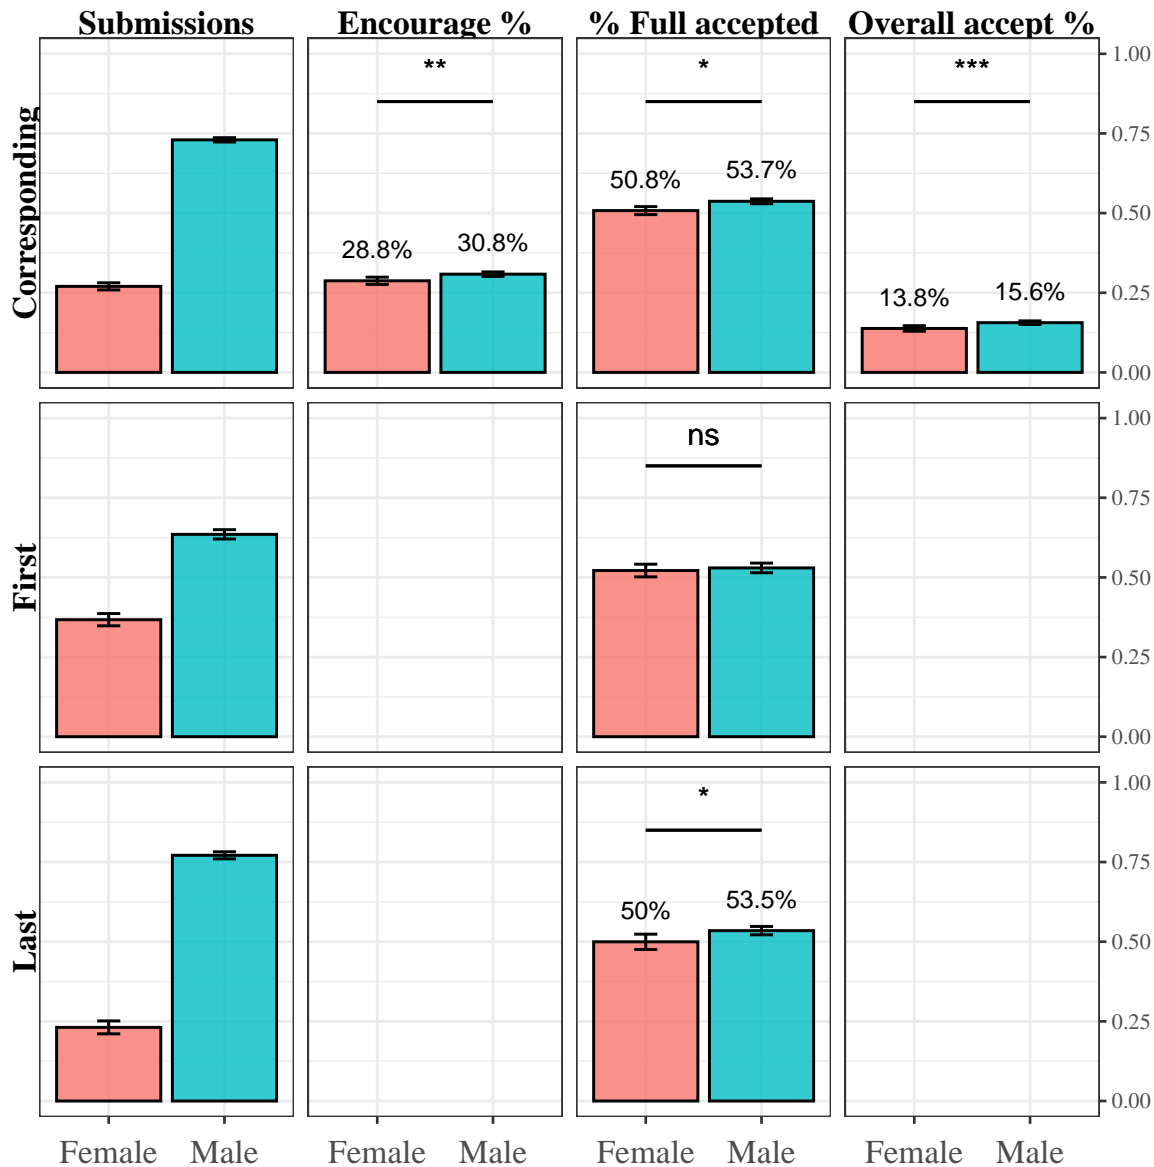 Submissions Encourage % % Full accepted Overall accept %
Corresponding
** * ***
1.00
0.75
0.50
0.25
0.00
28.8% 30.8%
50.8% 53.7%
13.8% 15.6%
First
ns
1.00
0.75
0.50
0.25
0.00
Last
*
50% 53.5%
1.00
0.75
0.50
0.25
0.00
Female Male Female Male Female Male Female Male